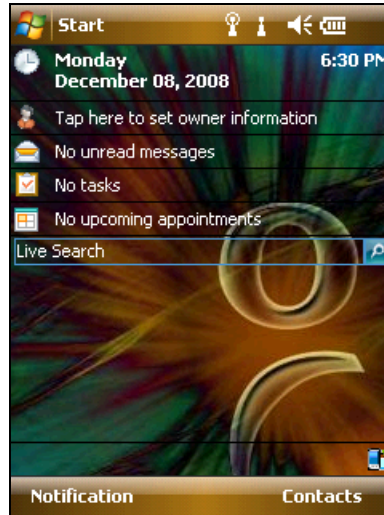 Start
Monday 6:30 PM
December 08, 2008
Tap here to set owner information
No unread messages
No tasks
No upcoming appointments
Live Search
Notification Contacts